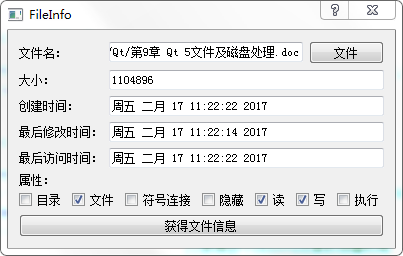 FileInfo
文件名： /Qt/第9章 Qt 5文件及磁盘处理.doc 文件
大小： 1104896
创建时间： 周五 二月 17 11:22:22 2017
最后修改时间： 周五 二月 17 11:22:14 2017
最后访问时间： 周五 二月 17 11:22:22 2017
属性：
目录 文件 符号连接 隐藏 读 写 执行
获得文件信息